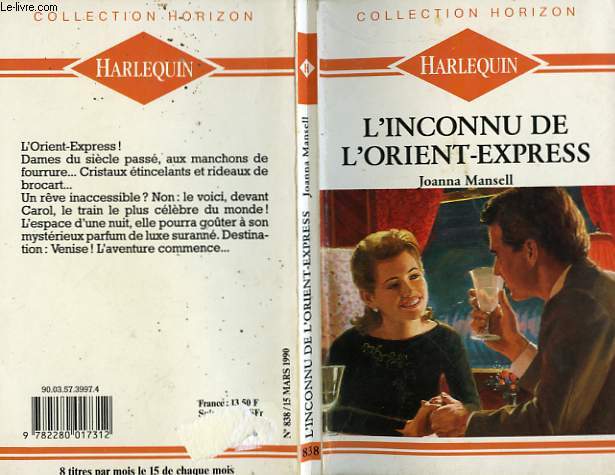 Le-livre.com
COLLECTION HORIZON
HARLEQUIN
L'Orient-Express !
Dames du siècle passé, aux manchons de
fourrure... Cristaux étincelants et rideaux de
brocart...
Un rêve inaccessible ? Non : le voici, devant
Carol, le train le plus célèbre du monde !
L'espace d'une nuit, elle pourra goûter à son
mystérieux parfum de luxe suranné. Destina-
tion : Venise ! L'aventure commence...
90.03.57.3997.4
9 782280 017312
France : 13,50 F
8 titres par mois le 15 de chaque mois
H
Joanna Mansell
L'INCONNU DE L'ORIENT-EXPRESS
N° 838 / 15 MARS 1990
838
COLLECTION HORIZON
HARLEQUIN
L'INCONNU DE
L'ORIENT-EXPRESS
Joanna Mansell